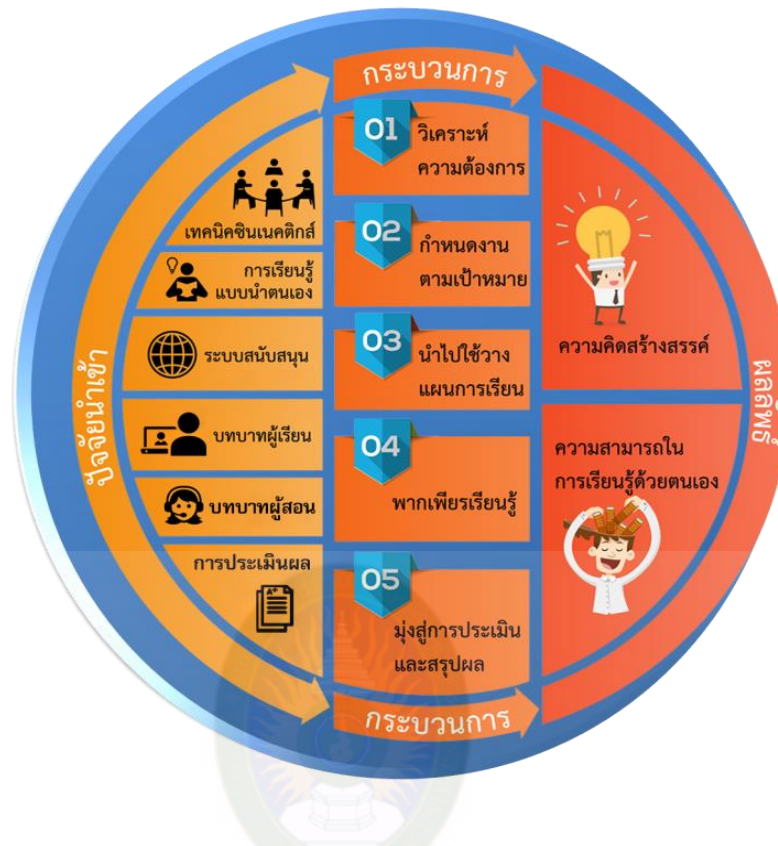 กระบวนการ
ปัจจัยนำเข้า
เทคนิคซินเนคติกส์
การเรียนรู้
แบบนำตนเอง
ระบบสนับสนุน
บทบาทผู้เรียน
บทบาทผู้สอน
การประเมินผล
A+
01
วิเคราะห์
ความต้องการ
02
กำหนดงาน
ตามเป้าหมาย
03
นำไปใช้วาง
แผนการเรียน
04
พากเพียรเรียนรู้
05
มุ่งสู่การประเมิน
และสรุปผล
ความคิดสร้างสรรค์
ความสามารถใน
การเรียนรู้ด้วยตนเอง
ผลลัพธ์
กระบวนการ